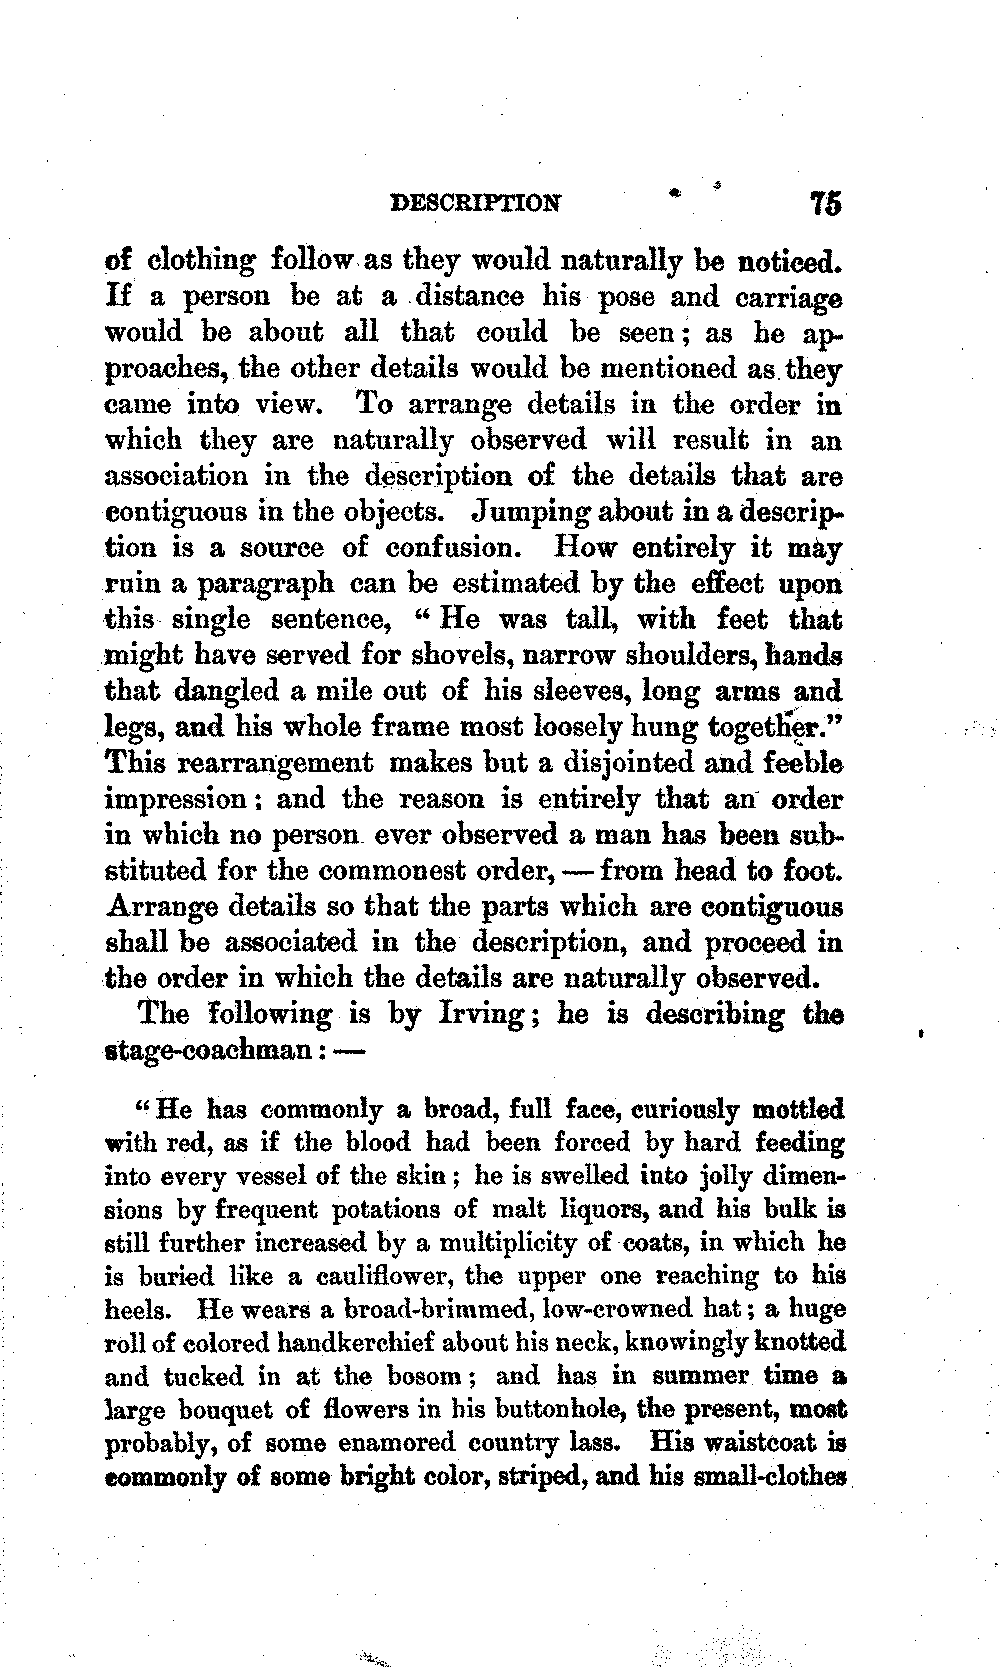 DESCRIPTION 75
of clothing follow as they would naturally be noticed.
If a person be at a distance his pose and carriage
would be about all that could be seen; as he ap-
proaches, the other details would be mentioned as they
came into view. To arrange details in the order in
which they are naturally observed will result in an
association in the description of the details that are
contiguous in the objects. Jumping about in a descrip-
tion is a source of confusion. How entirely it may
ruin a paragraph can be estimated by the effect upon
this single sentence, “ He was tall, with feet that
might have served for shovels, narrow shoulders, hands
that dangled a mile out of his sleeves, long arms and
legs, and his whole frame most loosely hung together.”
This rearrangement makes but a disjointed and feeble
impression; and the reason is entirely that an order
in which no person ever observed a man has been sub-
stituted for the commonest order, — from head to foot.
Arrange details so that the parts which are contiguous
shall be associated in the description, and proceed in
the order in which the details are naturally observed.
The following is by Irving; he is describing the
stage-coachman: —
“ He has commonly a broad, full face, curiously mottled
with red, as if the blood had been forced by hard feeding
into every vessel of the skin; he is swelled into jolly dimen-
sions by frequent potations of malt liquors, and his bulk is
still further increased by a multiplicity of coats, in which he
is buried like a cauliflower, the upper one reaching to his
heels. He wears a broad-brimmed, low-crowned hat; a huge
roll of colored handkerchief about his neck, knowingly knotted
and tucked in at the bosom; and has in summer time a
large bouquet of flowers in his buttonhole, the present, most
probably, of some enamored country lass. His waistcoat is
commonly of some bright color, striped, and his small-clothes